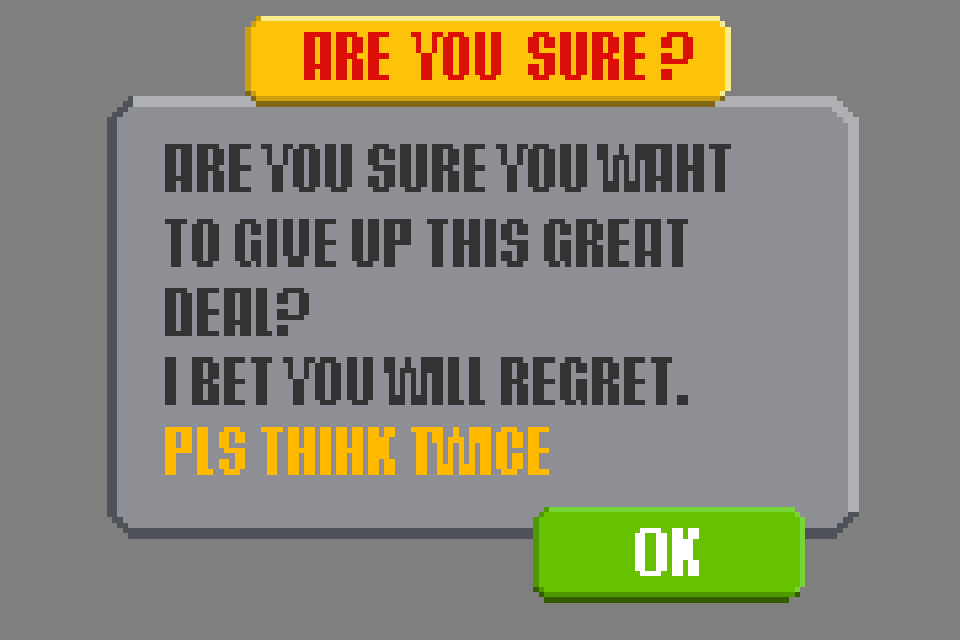 ARE YOU SURE?
ARE YOU SURE YOU WANT
TO GIVE UP THIS GREAT
DEAL?
I BET YOU WILL REGRET.
PLS THINK TWICE
OK